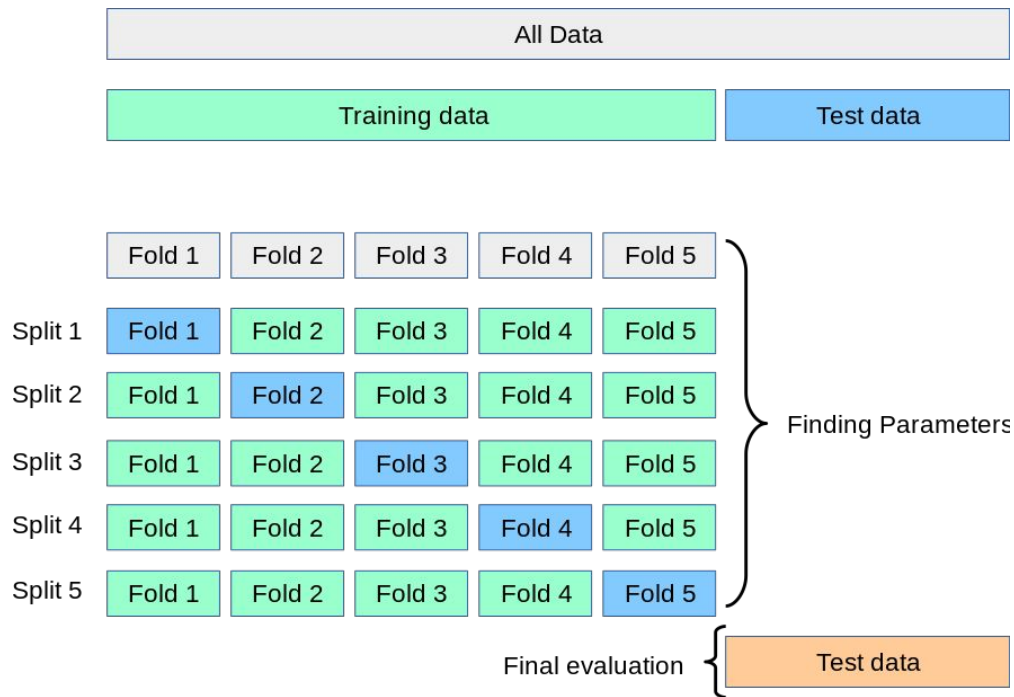 All Data
Training data Test data
Fold 1 Fold 2 Fold 3 Fold 4 Fold 5
Split 1 Fold 1 Fold 2 Fold 3 Fold 4 Fold 5
Split 2 Fold 1 Fold 2 Fold 3 Fold 4 Fold 5
Finding Parameters
Split 3 Fold 1 Fold 2 Fold 3 Fold 4 Fold 5
Split 4 Fold 1 Fold 2 Fold 3 Fold 4 Fold 5
Split 5 Fold 1 Fold 2 Fold 3 Fold 4 Fold 5
Final evaluation Test data